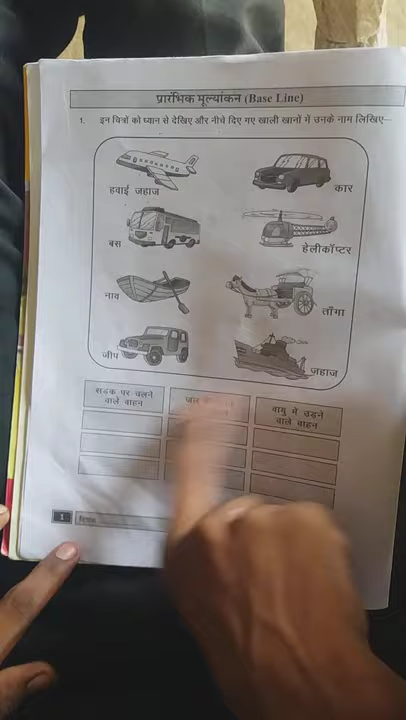 प्रारंभिक मूल्यांकन (Base Line)
1. इन चित्रों को ध्यान से देखिए और नीचे दिए गए खाली खानों में उनके नाम लिखिए—
हवाई जहाज
कार
बस
हेलीकॉप्टर
नाव
ताँगा
जीप
जहाज
सड़क पर चलने
वाले वाहन
जल
वायु में उड़ने
वाले वाहन
1
दिनांक